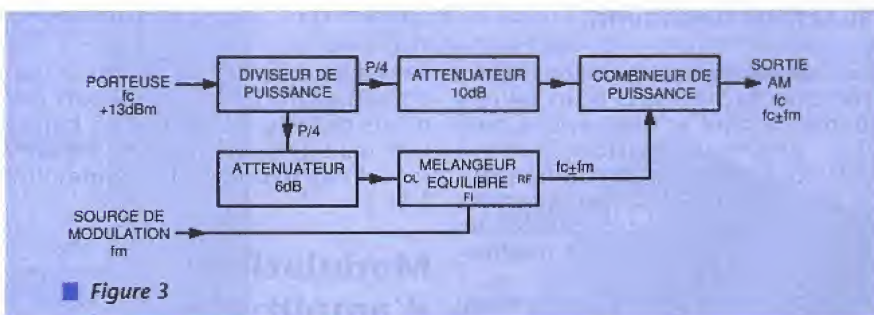 PORTEUSE
fc
+13dBm
DIVISEUR DE
PUISSANCE
P/4
ATTENUATEUR
10dB
COMBINEUR DE
PUISSANCE
SORTIE
AM
fc
fc±fm
P/4
ATTENUATEUR
6dB
OL
MELANGEUR
EQUILIBRE
FI
RF
fc±fm
SOURCE DE
MODULATION
fm
Figure 3